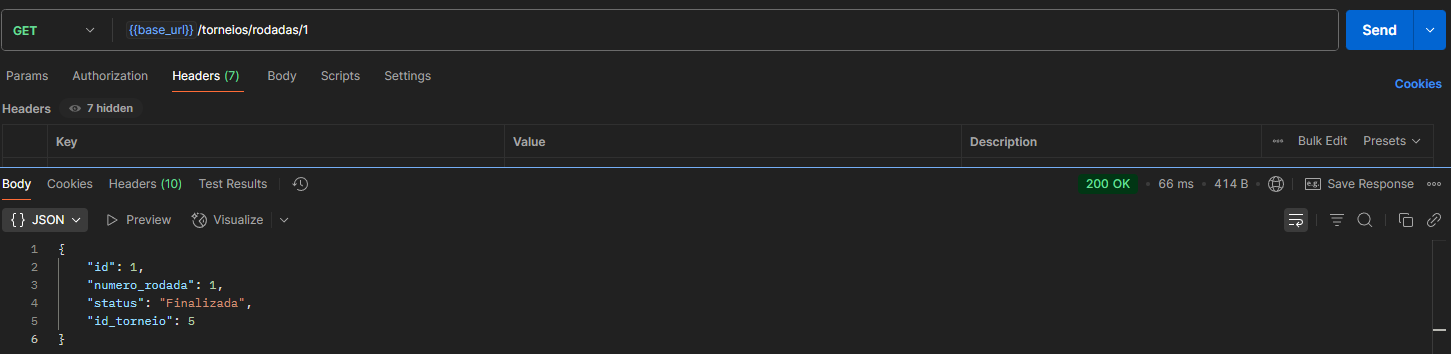 GET {{base_url}} /torneios/rodadas/1 Send
Params Authorization Headers (7) Body Scripts Settings
Cookies
Headers 7 hidden
Key Value Description Bulk Edit Presets
Body Cookies Headers (10) Test Results 200 OK • 66 ms • 414 B e.g. Save Response
{} JSON Preview Visualize
1 {
2 "id": 1,
3 "numero_rodada": 1,
4 "status": "Finalizada",
5 "id_torneio": 5
6 }